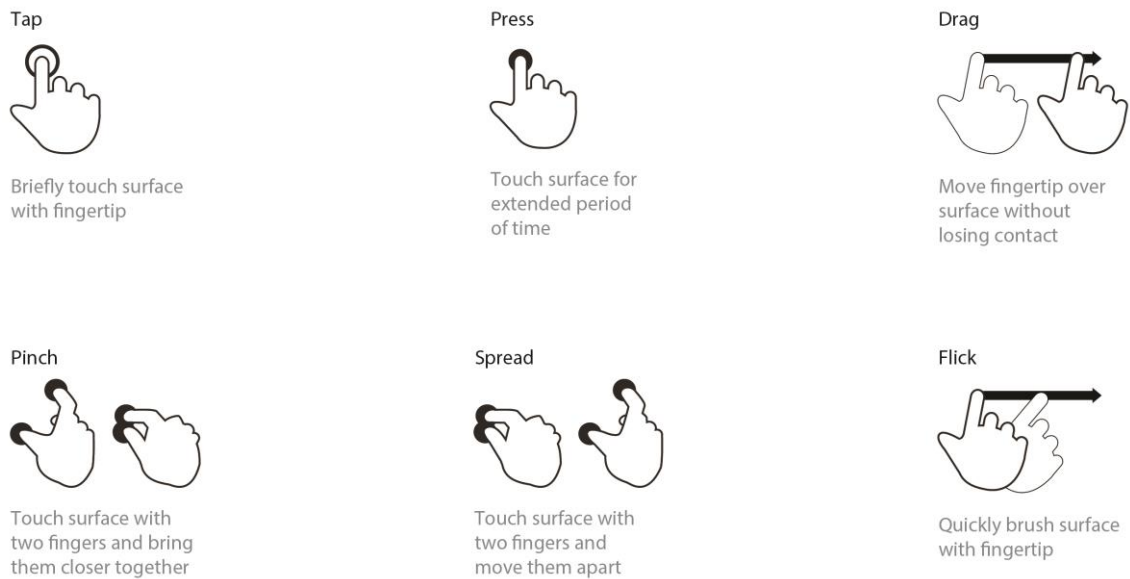 Tap
Briefly touch surface
with fingertip
Press
Touch surface for
extended period
of time
Drag
Move fingertip over
surface without
losing contact
Pinch
Touch surface with
two fingers and bring
them closer together
Spread
Touch surface with
two fingers and
move them apart
Flick
Quickly brush surface
with fingertip